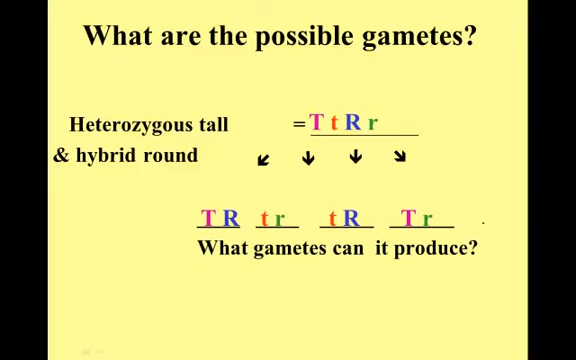 What are the possible gametes?
Heterozygous tall = T t R r
& hybrid round
T R t r t R T r
What gametes can it produce?